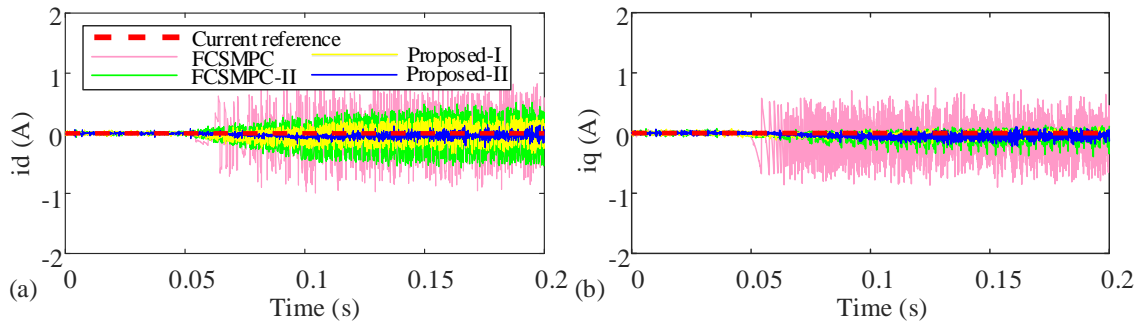 2
1
0
-1
-2
id (A)
Current reference
FCSMPC
Proposed-I
FCSMPC-II
Proposed-II
0
0.05
0.1
0.15
0.2
Time (s)
(a)
2
1
0
-1
-2
iq (A)
0
0.05
0.1
0.15
0.2
Time (s)
(b)